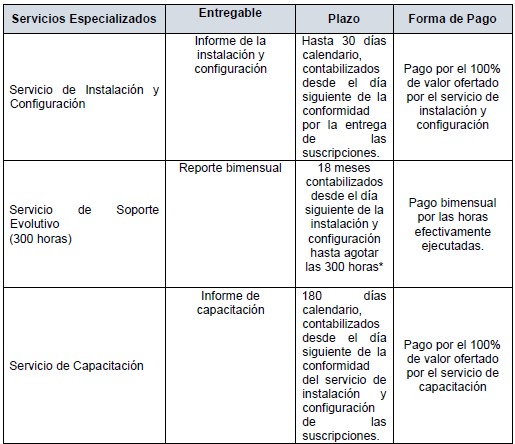 Servicios Especializados
Entregable
Plazo
Forma de Pago
Servicio de Instalación y
Configuración
Informe de la
instalación y
configuración
Hasta 30 días
calendario,
contabilizados
desde el día
siguiente de la
conformidad
por la entrega
de las
suscripciones.
Pago por el 100%
de valor ofertado
por el servicio de
instalación y
configuración
Servicio de Soporte
Evolutivo
(300 horas)
Reporte bimensual
18 meses
contabilizados
desde el día
siguiente de la
instalación y
configuración
hasta agotar
las 300 horas*
Pago bimensual
por las horas
efectivamente
ejecutadas.
Servicio de Capacitación
Informe de
capacitación
180 días
calendario,
contabilizados
desde el día
siguiente de la
conformidad
del servicio de
instalación y
configuración
de las
suscripciones.
Pago por el 100%
de valor ofertado
por el servicio de
capacitación